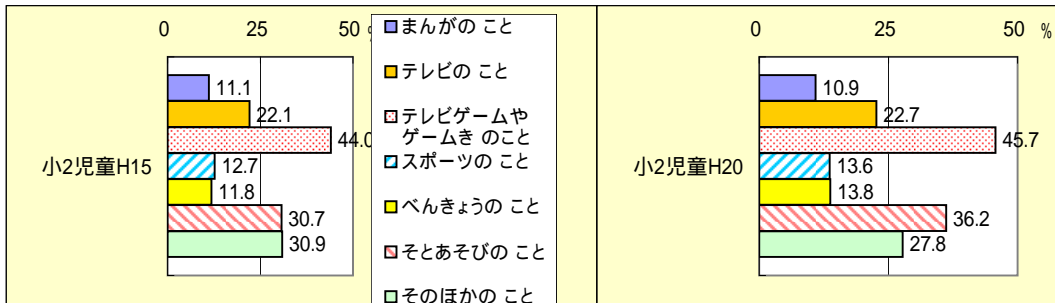 0 25 50 %
小2児童H15
11.1
22.1
44.0
12.7
11.8
30.7
30.9
まんがの こと
テレビの こと
テレビゲームや
ゲームき のこと
スポーツの こと
べんきょうの こと
そとあそびの こと
そのほかの こと
0 25 50 %
小2児童H20
10.9
22.7
45.7
13.6
13.8
36.2
27.8